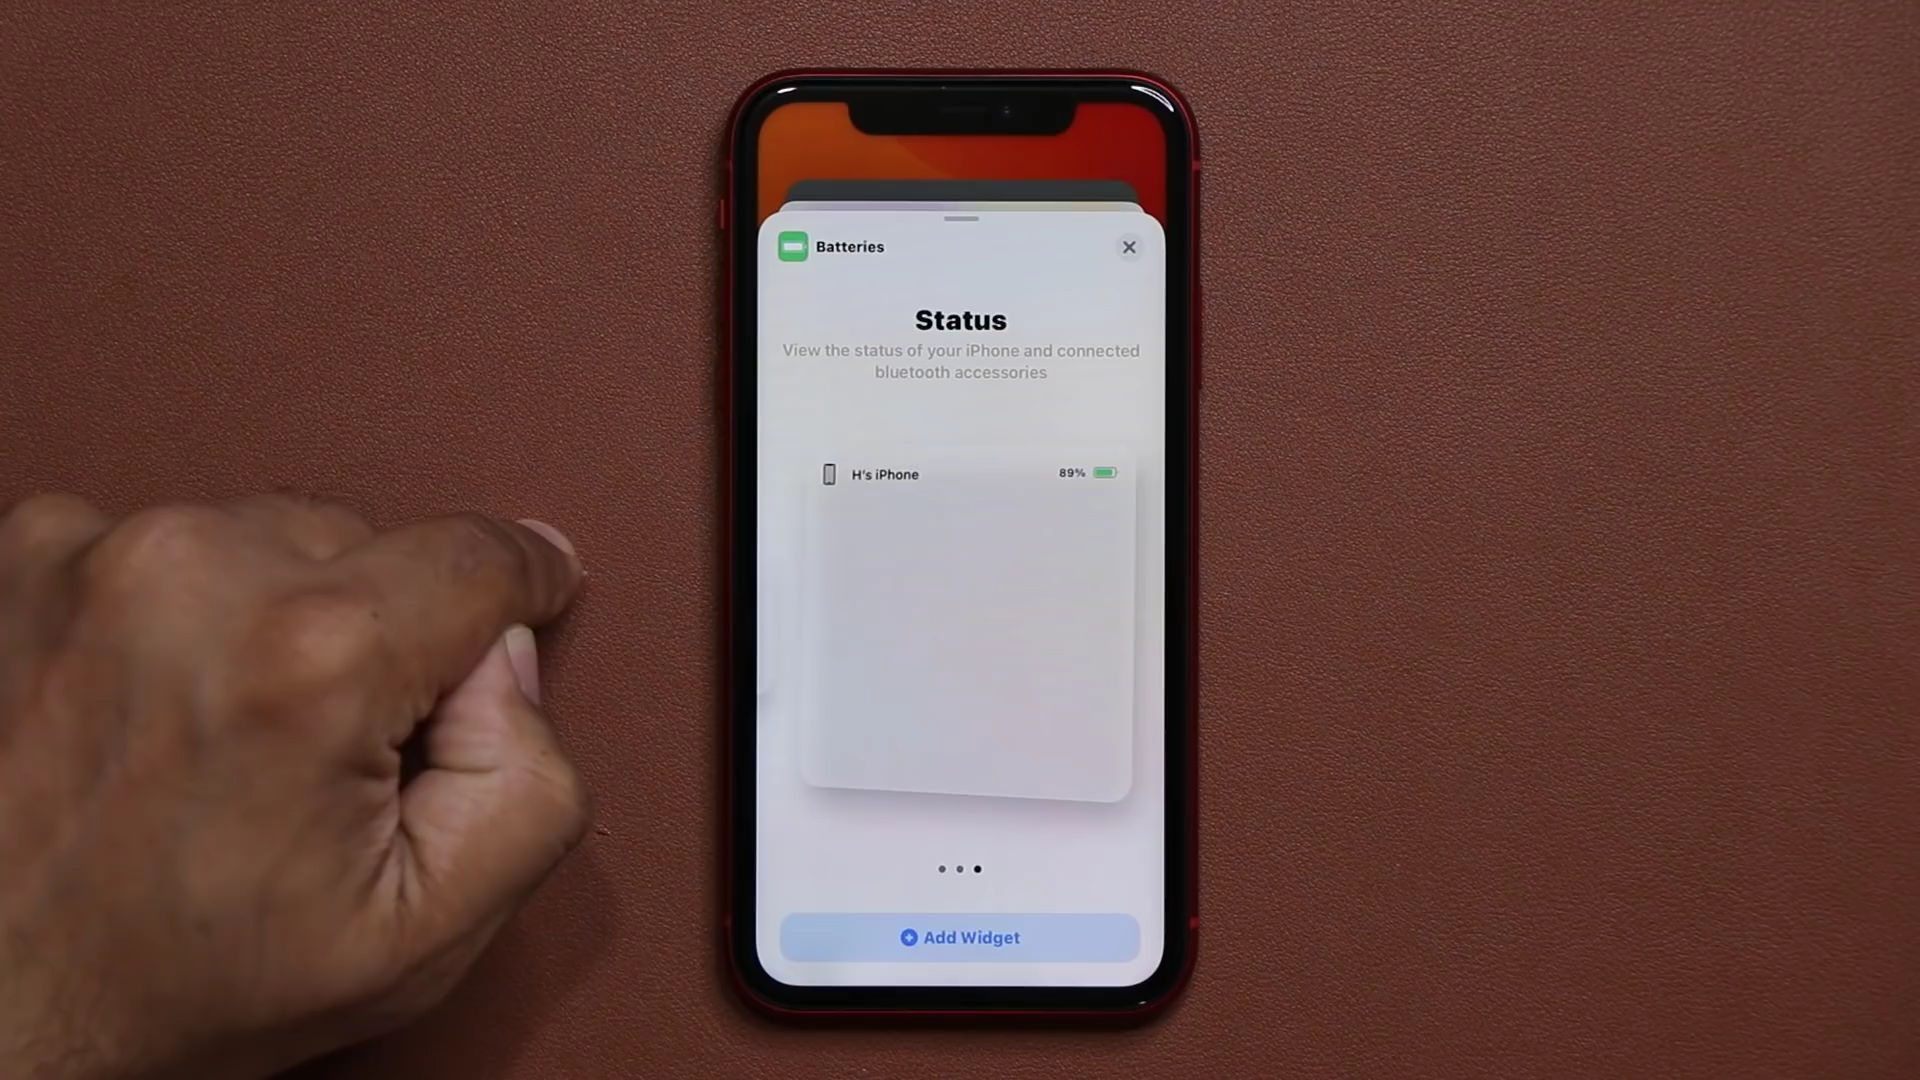 Batteries
Status
View the status of your iPhone and connected
bluetooth accessories
H's iPhone 89%
Add Widget